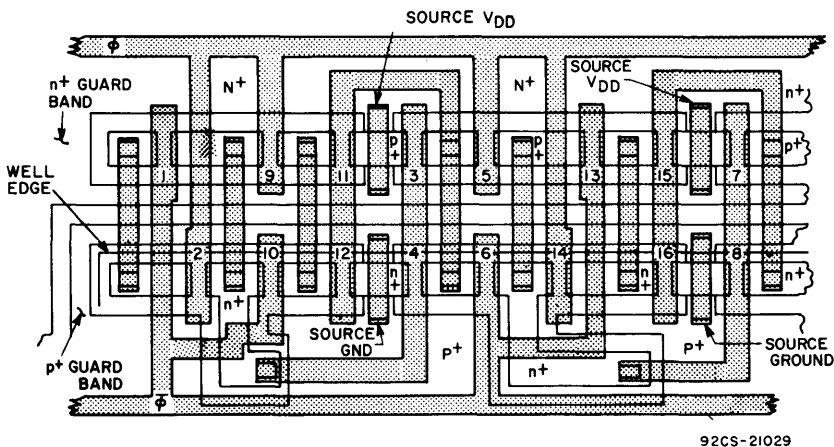 SOURCE VDD
ϕ
N+
N+
SOURCE
VDD
n+ GUARD
BAND
n+
p+
p+
p+
1
9
11
3
5
13
15
7
WELL
EDGE
2
10
12
4
6
14
16
8
n+
n+
n+
n+
SOURCE
GND
P+
P+
SOURCE
GROUND
p+ GUARD
BAND
n+
ϕ̅
92CS-21029